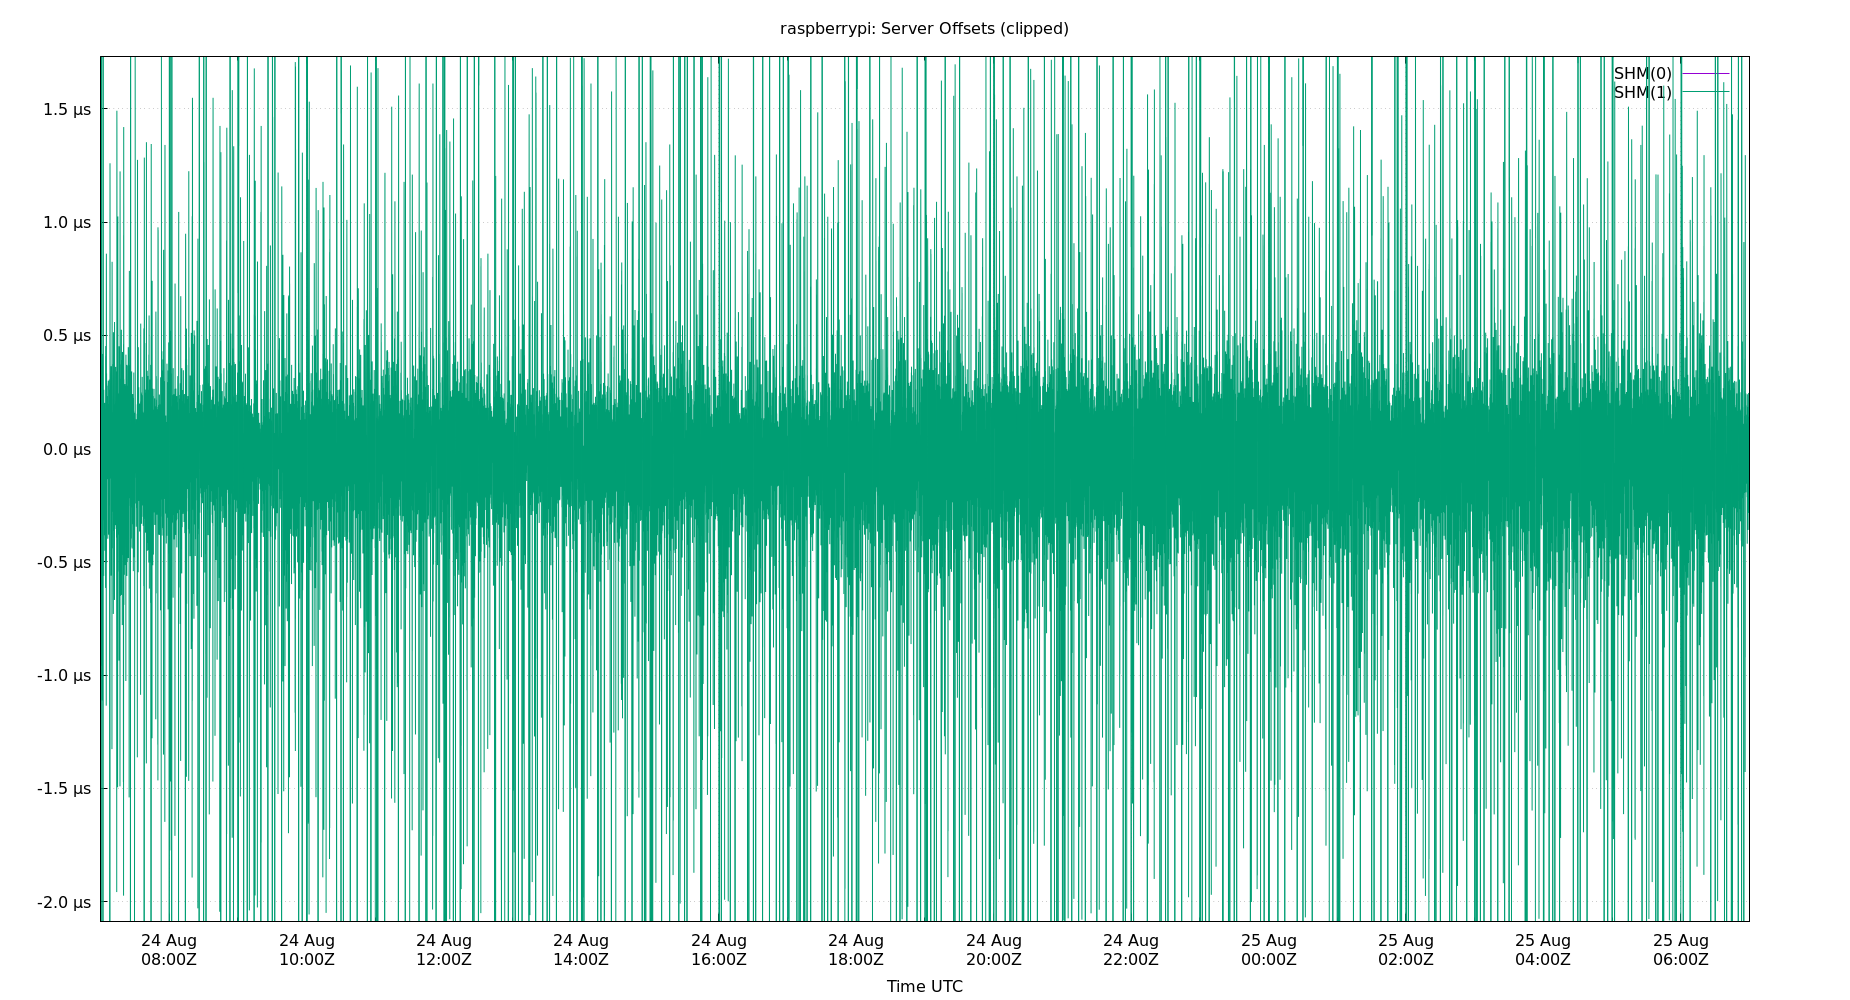 raspberrypi: Server Offsets (clipped)
SHM(0)
SHM(1)
1.5 µs
1.0 µs
0.5 µs
0.0 µs
-0.5 µs
-1.0 µs
-1.5 µs
-2.0 µs
24 Aug 24 Aug 24 Aug 24 Aug 24 Aug 24 Aug 24 Aug 24 Aug 25 Aug 25 Aug 25 Aug 25 Aug
08:00Z 10:00Z 12:00Z 14:00Z 16:00Z 18:00Z 20:00Z 22:00Z 00:00Z 02:00Z 04:00Z 06:00Z
Time UTC